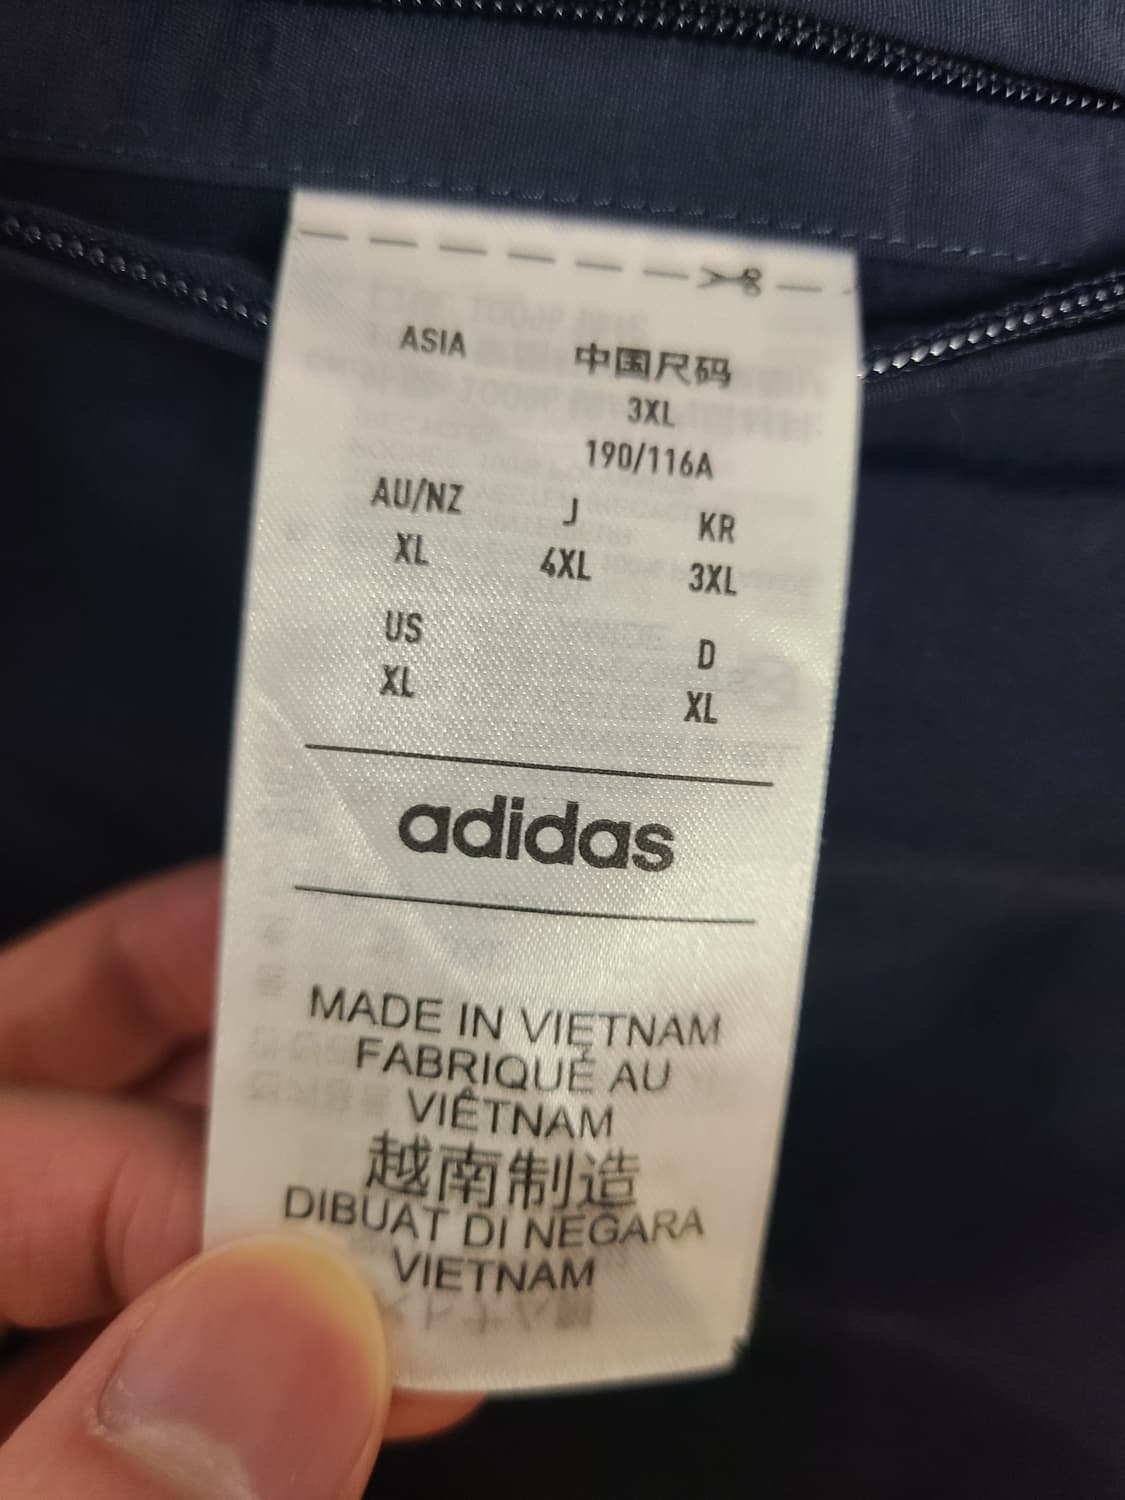 ASIA 中国尺码
3XL
190/116A
AU/NZ J KR
XL 4XL 3XL
US D
XL XL
adidas
MADE IN VIETNAM
FABRIQUÉ AU
VIÊTNAM
越南制造
DIBUAT DI NEGARA
VIETNAM